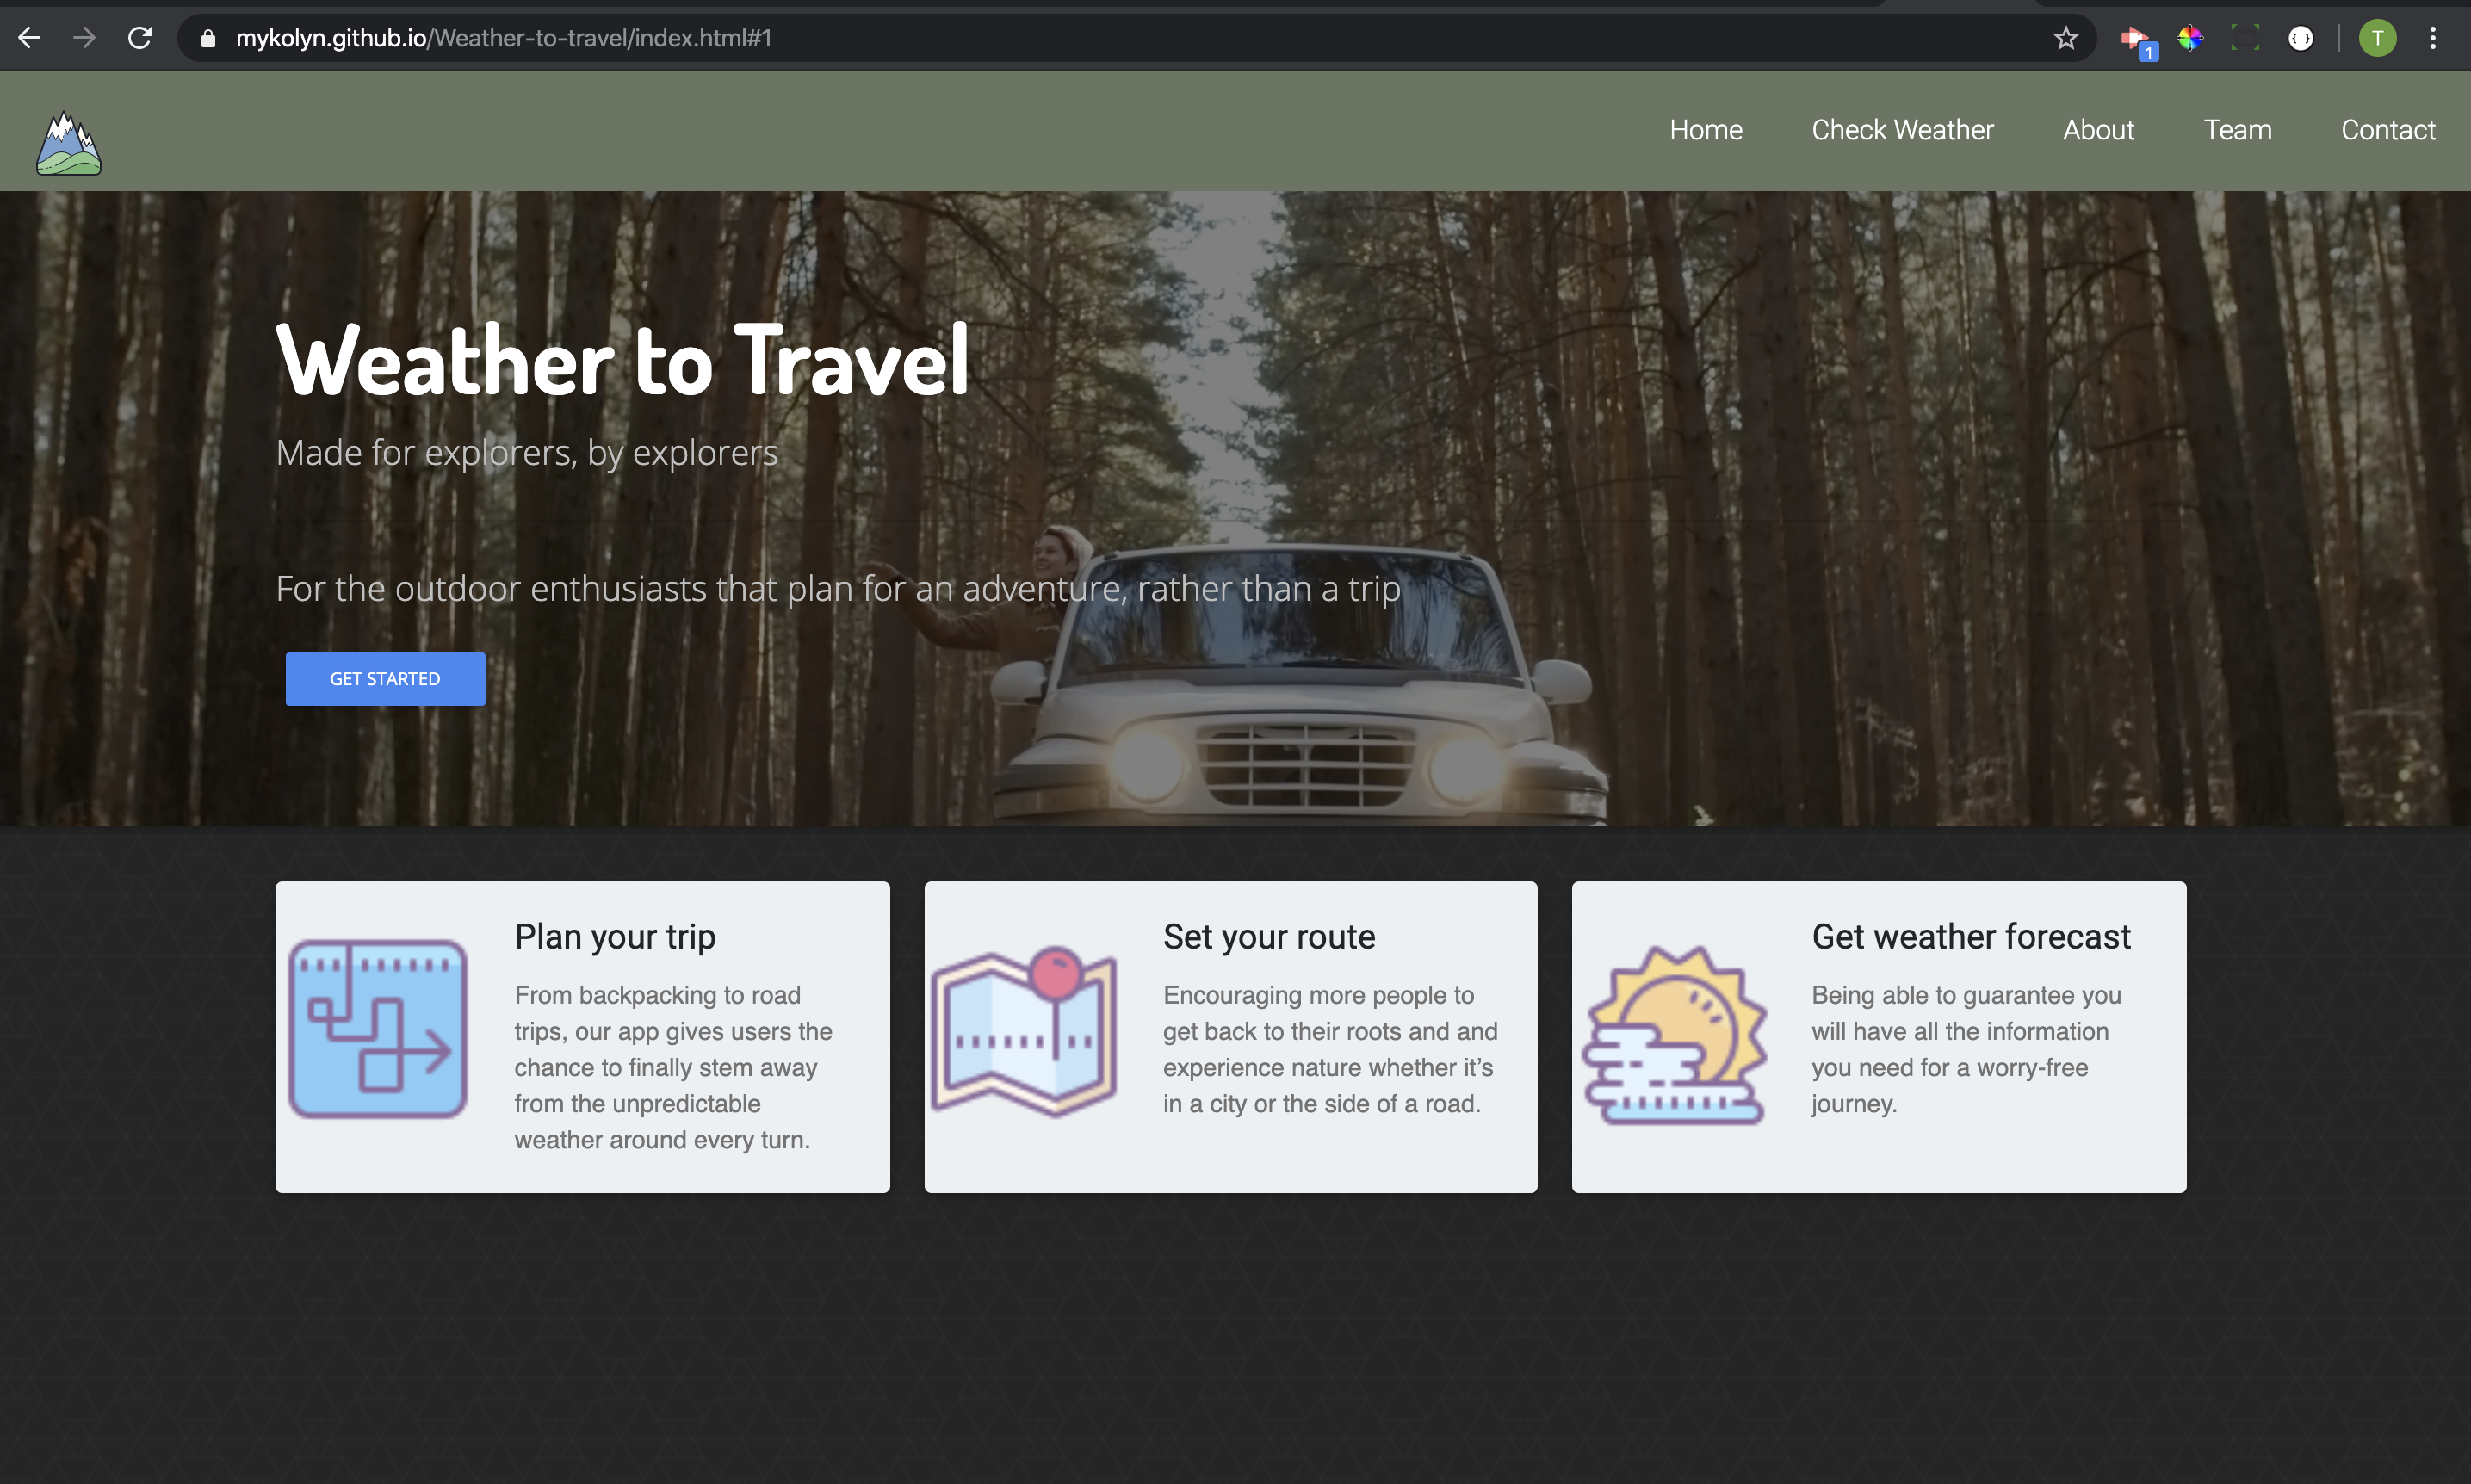 mykolyn.github.io/Weather-to-travel/index.html#1
1
{...}
T
Home Check Weather About Team Contact
Weather to Travel
Made for explorers, by explorers
For the outdoor enthusiasts that plan for an adventure, rather than a trip
GET STARTED
Plan your trip
From backpacking to road
trips, our app gives users the
chance to finally stem away
from the unpredictable
weather around every turn.
Set your route
Encouraging more people to
get back to their roots and and
experience nature whether it’s
in a city or the side of a road.
Get weather forecast
Being able to guarantee you
will have all the information
you need for a worry-free
journey.